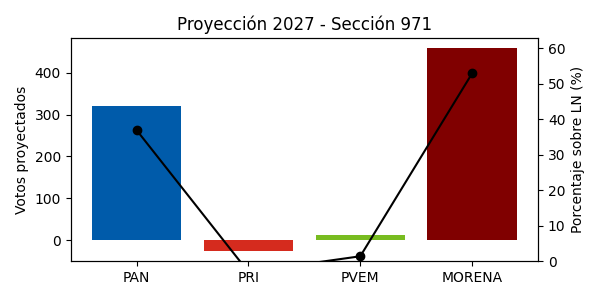 Proyección 2027 - Sección 971
Votos proyectados
400
300
200
100
0
60
50
40
30
20
10
0
Porcentaje sobre LN (%)
PAN
PRI
PVEM
MORENA